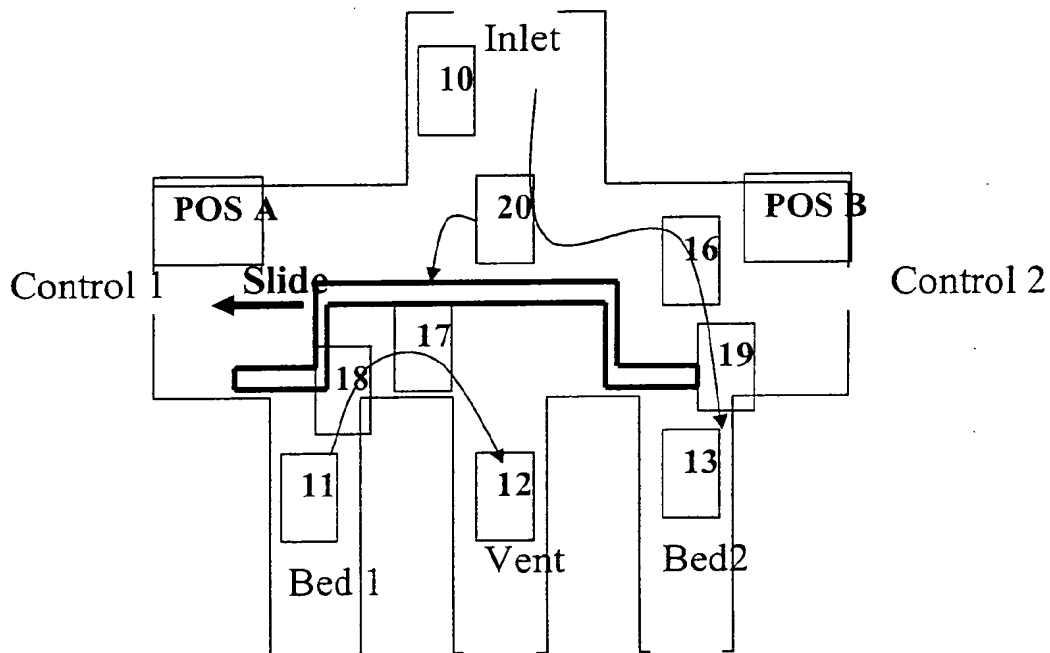 Inlet
10
POS A
20
POS B
16
Control 1
Slide
Control 2
17
19
18
11
12
13
Vent
Bed2
Bed 1